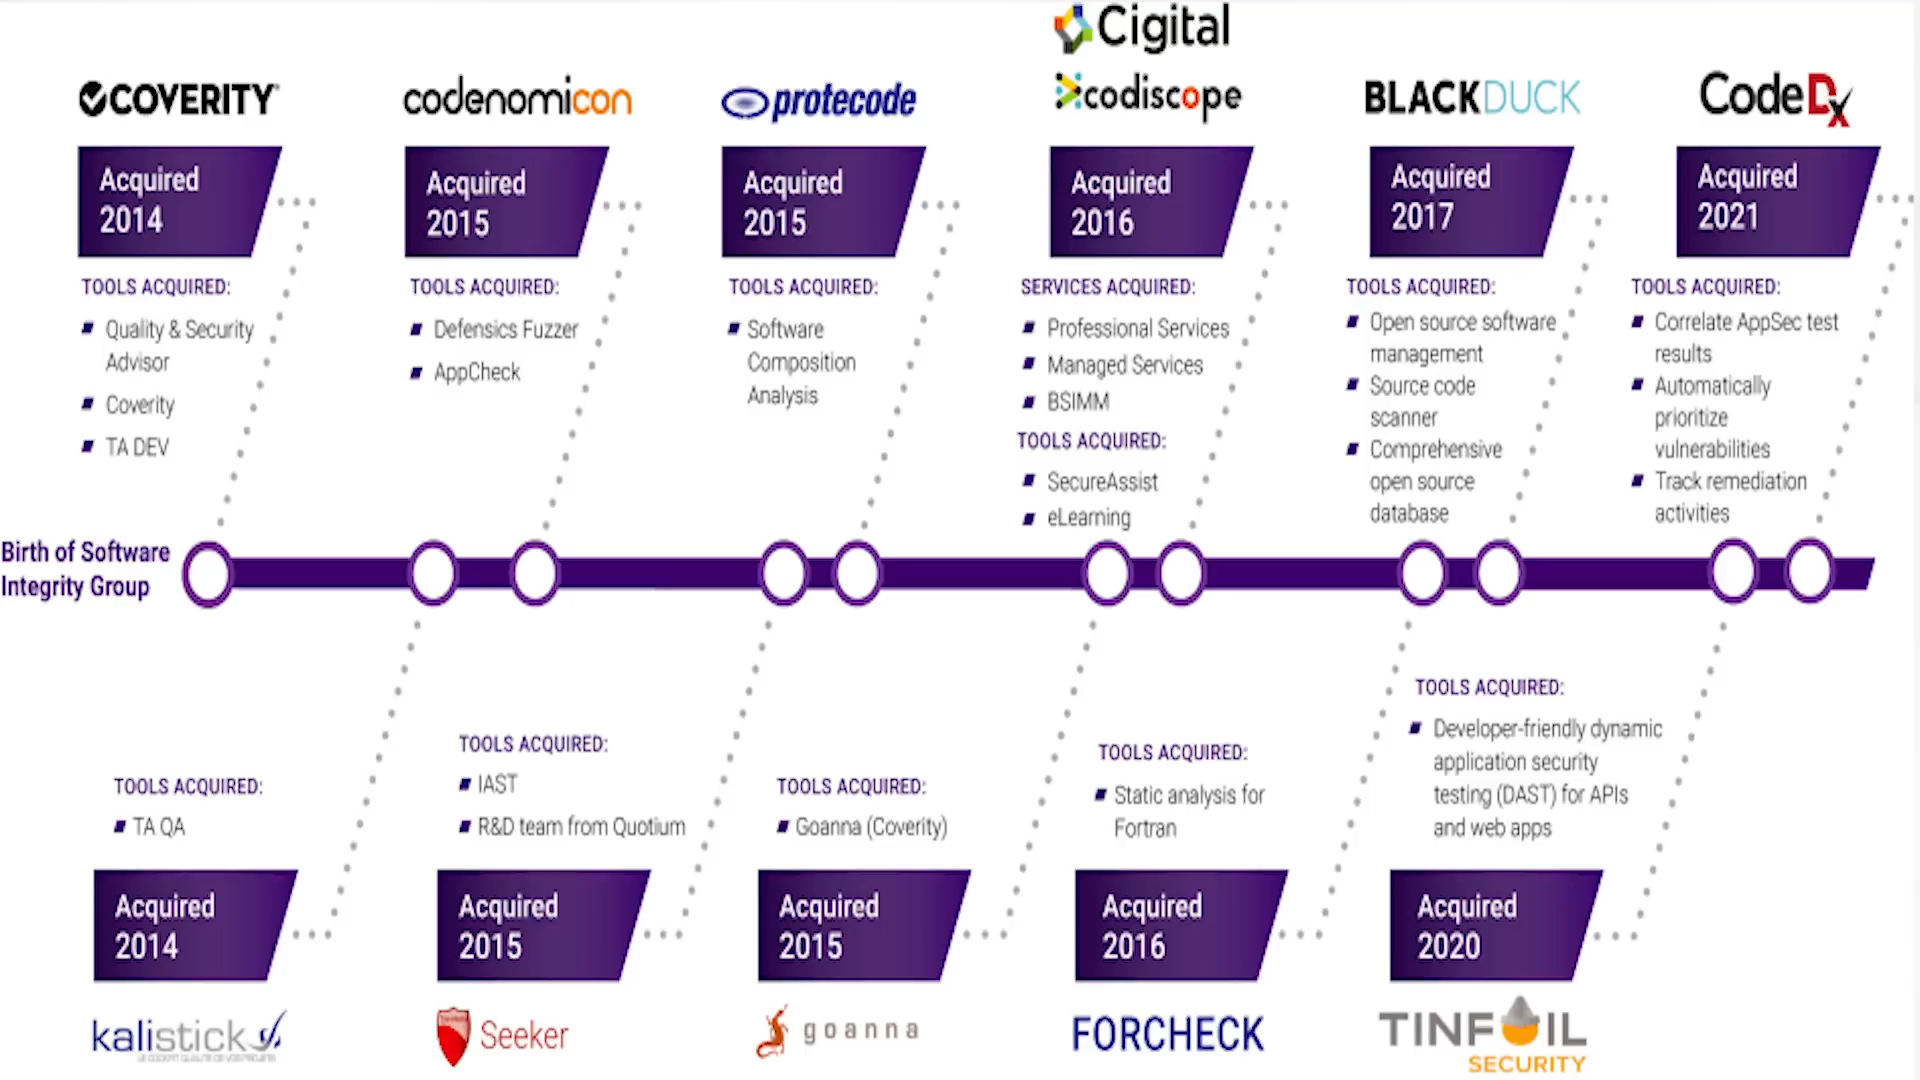 COVERITY
Acquired
2014
TOOLS ACQUIRED:
Quality & Security
Advisor
Coverity
TA DEV
codenomicon
Acquired
2015
TOOLS ACQUIRED:
Defensics Fuzzer
AppCheck
protecode
Acquired
2015
TOOLS ACQUIRED:
Software
Composition
Analysis
Cigital
codiscope
Acquired
2016
SERVICES ACQUIRED:
Professional Services
Managed Services
BSIMM
TOOLS ACQUIRED:
SecureAssist
eLearning
BLACKDUCK
Acquired
2017
TOOLS ACQUIRED:
Open source software
management
Source code
scanner
Comprehensive
open source
database
CodeDx
Acquired
2021
TOOLS ACQUIRED:
Correlate AppSec test
results
Automatically
prioritize
vulnerabilities
Track remediation
activities
Birth of Software
Integrity Group
TOOLS ACQUIRED:
TA QA
Acquired
2014
kalistick
TOOLS ACQUIRED:
IAST
R&D team from Quotium
Acquired
2015
Seeker
TOOLS ACQUIRED:
Goanna (Coverity)
Acquired
2015
goanna
TOOLS ACQUIRED:
Static analysis for
Fortran
Acquired
2016
FORCHECK
TOOLS ACQUIRED:
Developer-friendly dynamic
application security
testing (DAST) for APIs
and web apps
Acquired
2020
TINFOIL
SECURITY